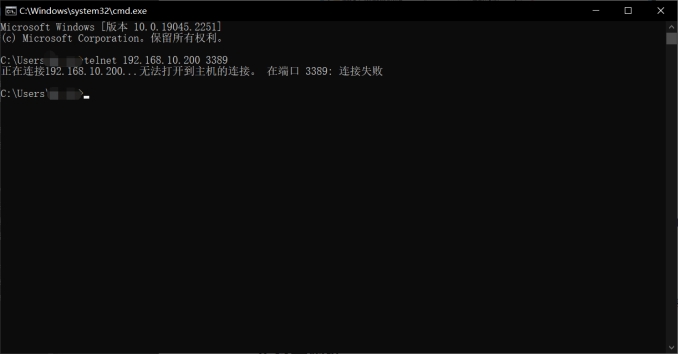 C:\Windows\system32\cmd.exe
Microsoft Windows [版本 10.0.19045.2251]
(c) Microsoft Corporation。保留所有权利。
C:\Users >telnet 192.168.10.200 3389
正在连接192.168.10.200...无法打开到主机的连接。 在端口 3389: 连接失败
C:\Users\ >